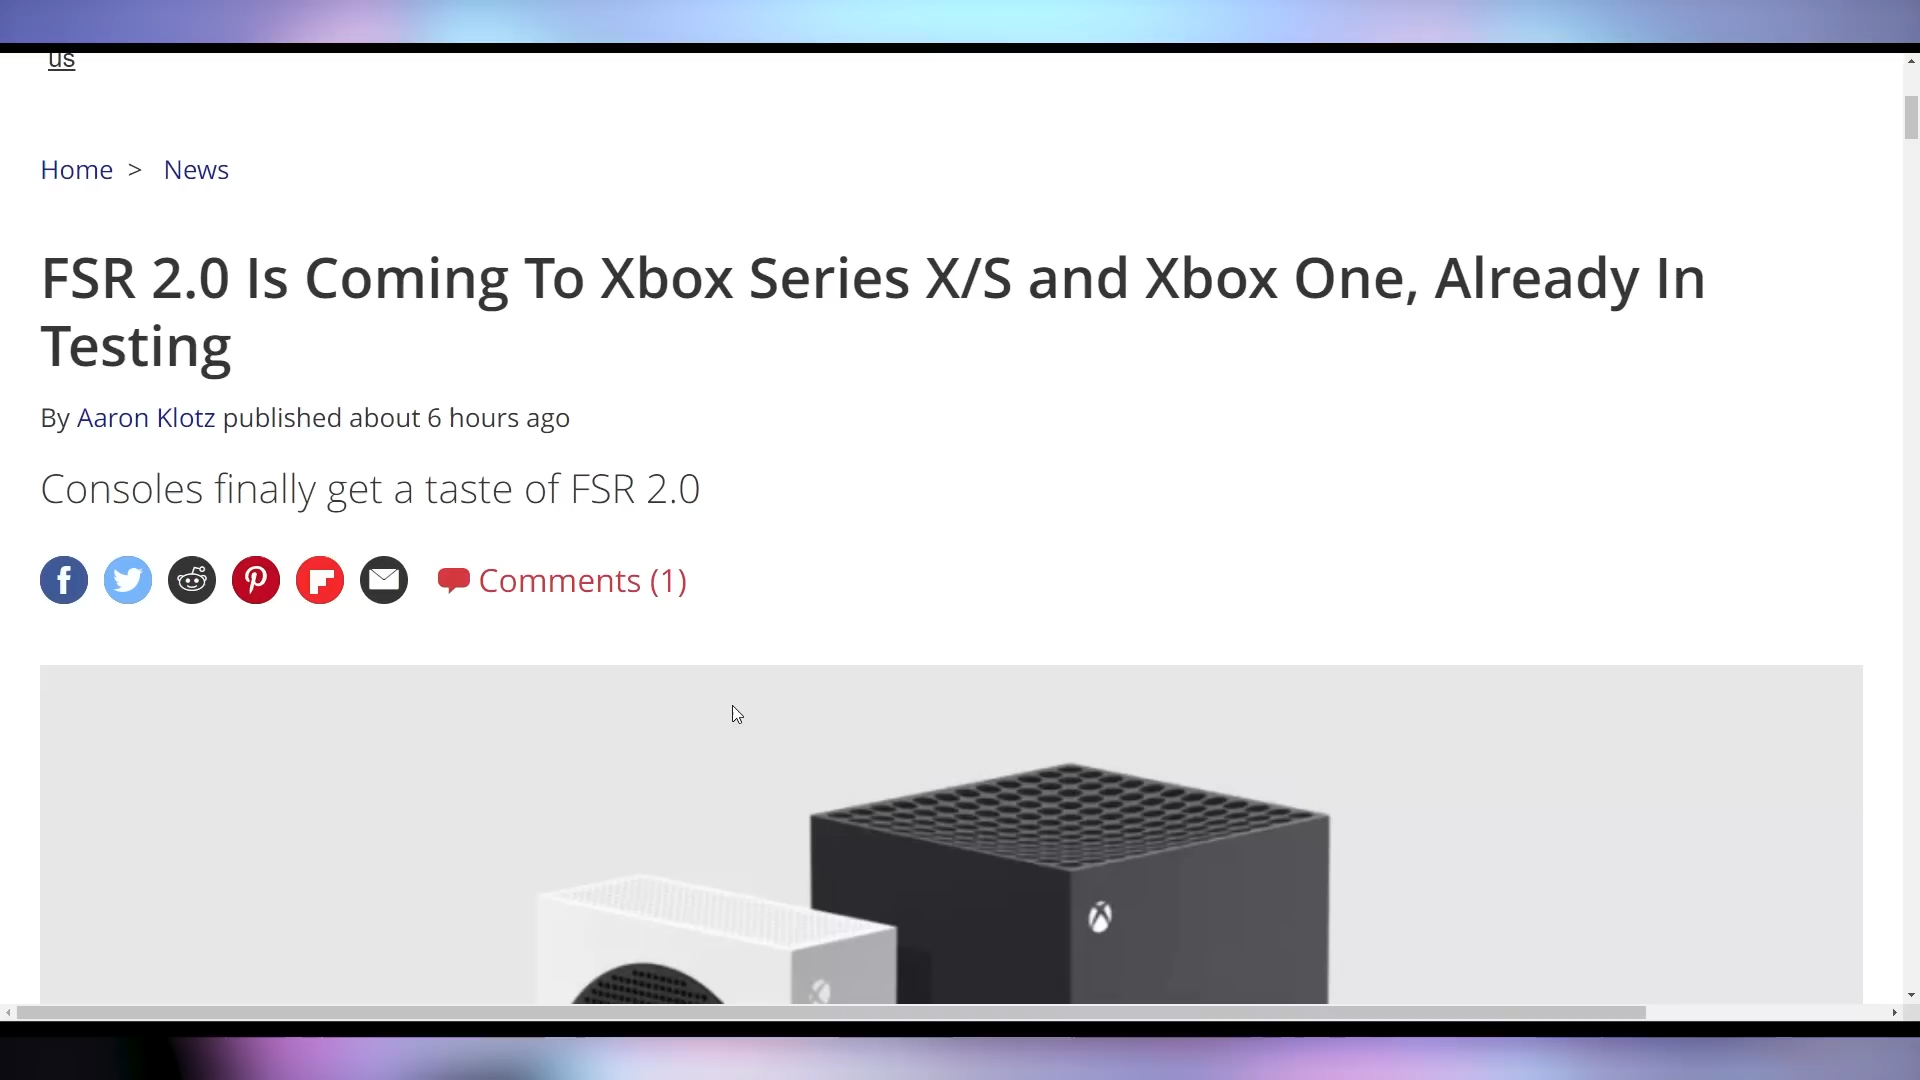 us
Home > News
FSR 2.0 Is Coming To Xbox Series X/S and Xbox One, Already In
Testing
By Aaron Klotz published about 6 hours ago
Consoles finally get a taste of FSR 2.0
Comments (1)